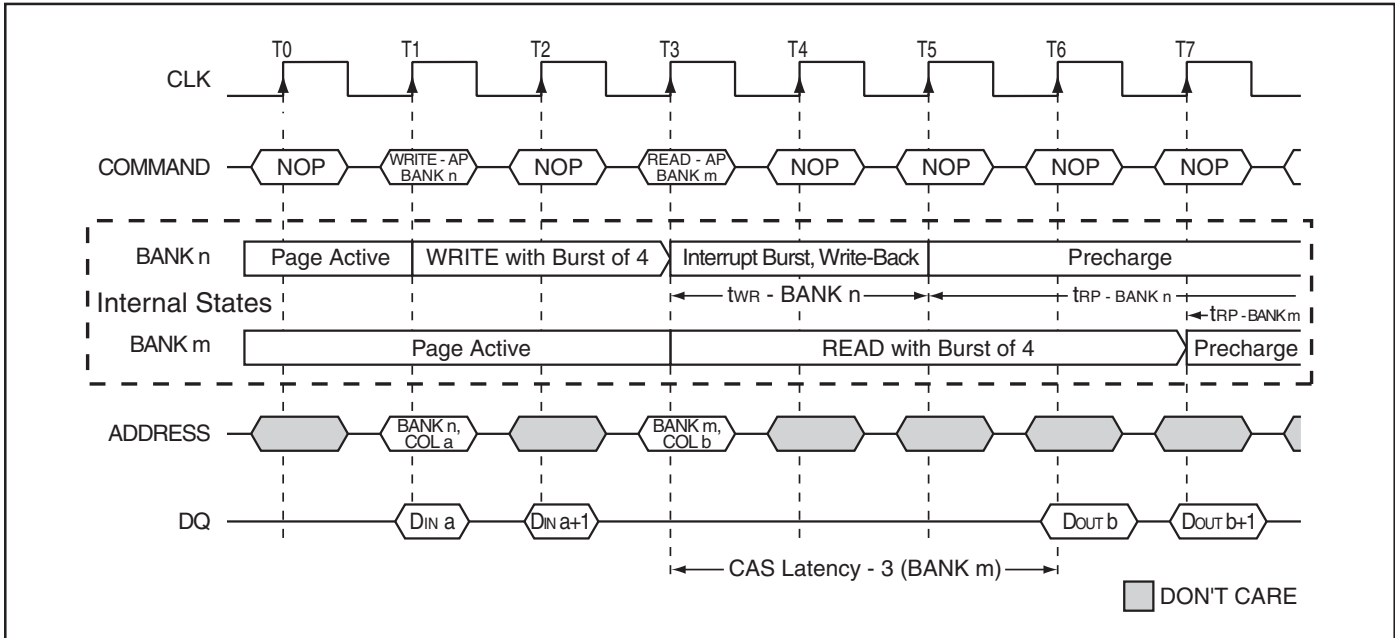 T0 T1 T2 T3 T4 T5 T6 T7
CLK
COMMAND NOP WRITE - AP BANK n NOP READ - AP BANK m NOP NOP NOP NOP
BANK n Page Active WRITE with Burst of 4 Interrupt Burst, Write-Back Precharge
Internal States tWR - BANK n tRP - BANK n
tRP - BANK m
BANK m Page Active READ with Burst of 4 Precharge
ADDRESS BANK n, COL a BANK m, COL b
DQ DIN a DIN a+1 DOUT b DOUT b+1
CAS Latency - 3 (BANK m)
DON'T CARE